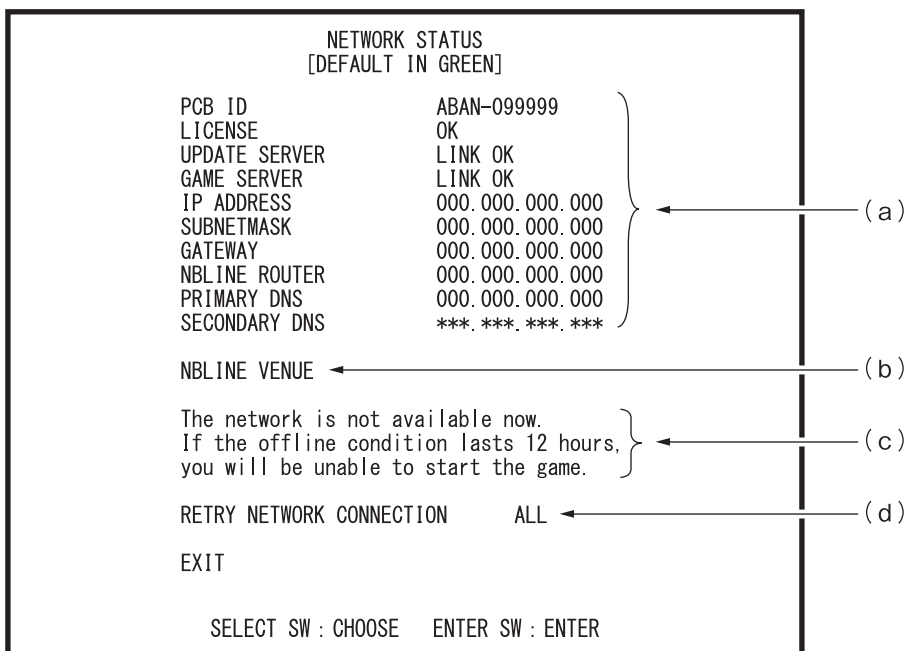 NETWORK STATUS
[DEFAULT IN GREEN]
PCB ID ABAN-099999
LICENSE OK
UPDATE SERVER LINK OK
GAME SERVER LINK OK
IP ADDRESS 000.000.000.000
SUBNETMASK 000.000.000.000
GATEWAY 000.000.000.000
NBLINE ROUTER 000.000.000.000
PRIMARY DNS 000.000.000.000
SECONDARY DNS ***.***.***.***
(a)
NBLINE VENUE
(b)
The network is not available now.
If the offline condition lasts 12 hours,
you will be unable to start the game.
(c)
RETRY NETWORK CONNECTION ALL
(d)
EXIT
SELECT SW : CHOOSE ENTER SW : ENTER